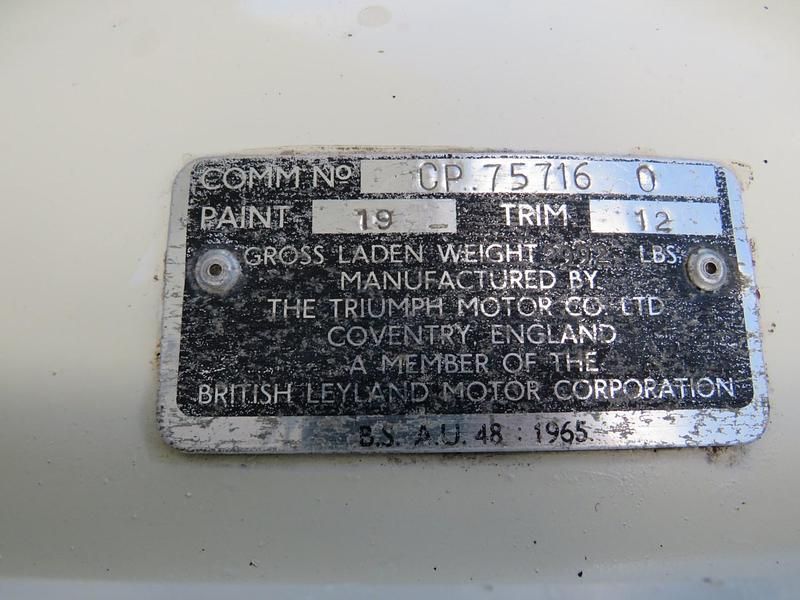 COMM Nº CP. 75716 O
PAINT 19 _ TRIM 12
GROSS LADEN WEIGHT LBS
MANUFACTURED BY
THE TRIUMPH MOTOR CO. LTD
COVENTRY ENGLAND
A MEMBER OF THE
BRITISH LEYLAND MOTOR CORPORATION
B.S. A.U. 48 : 1965